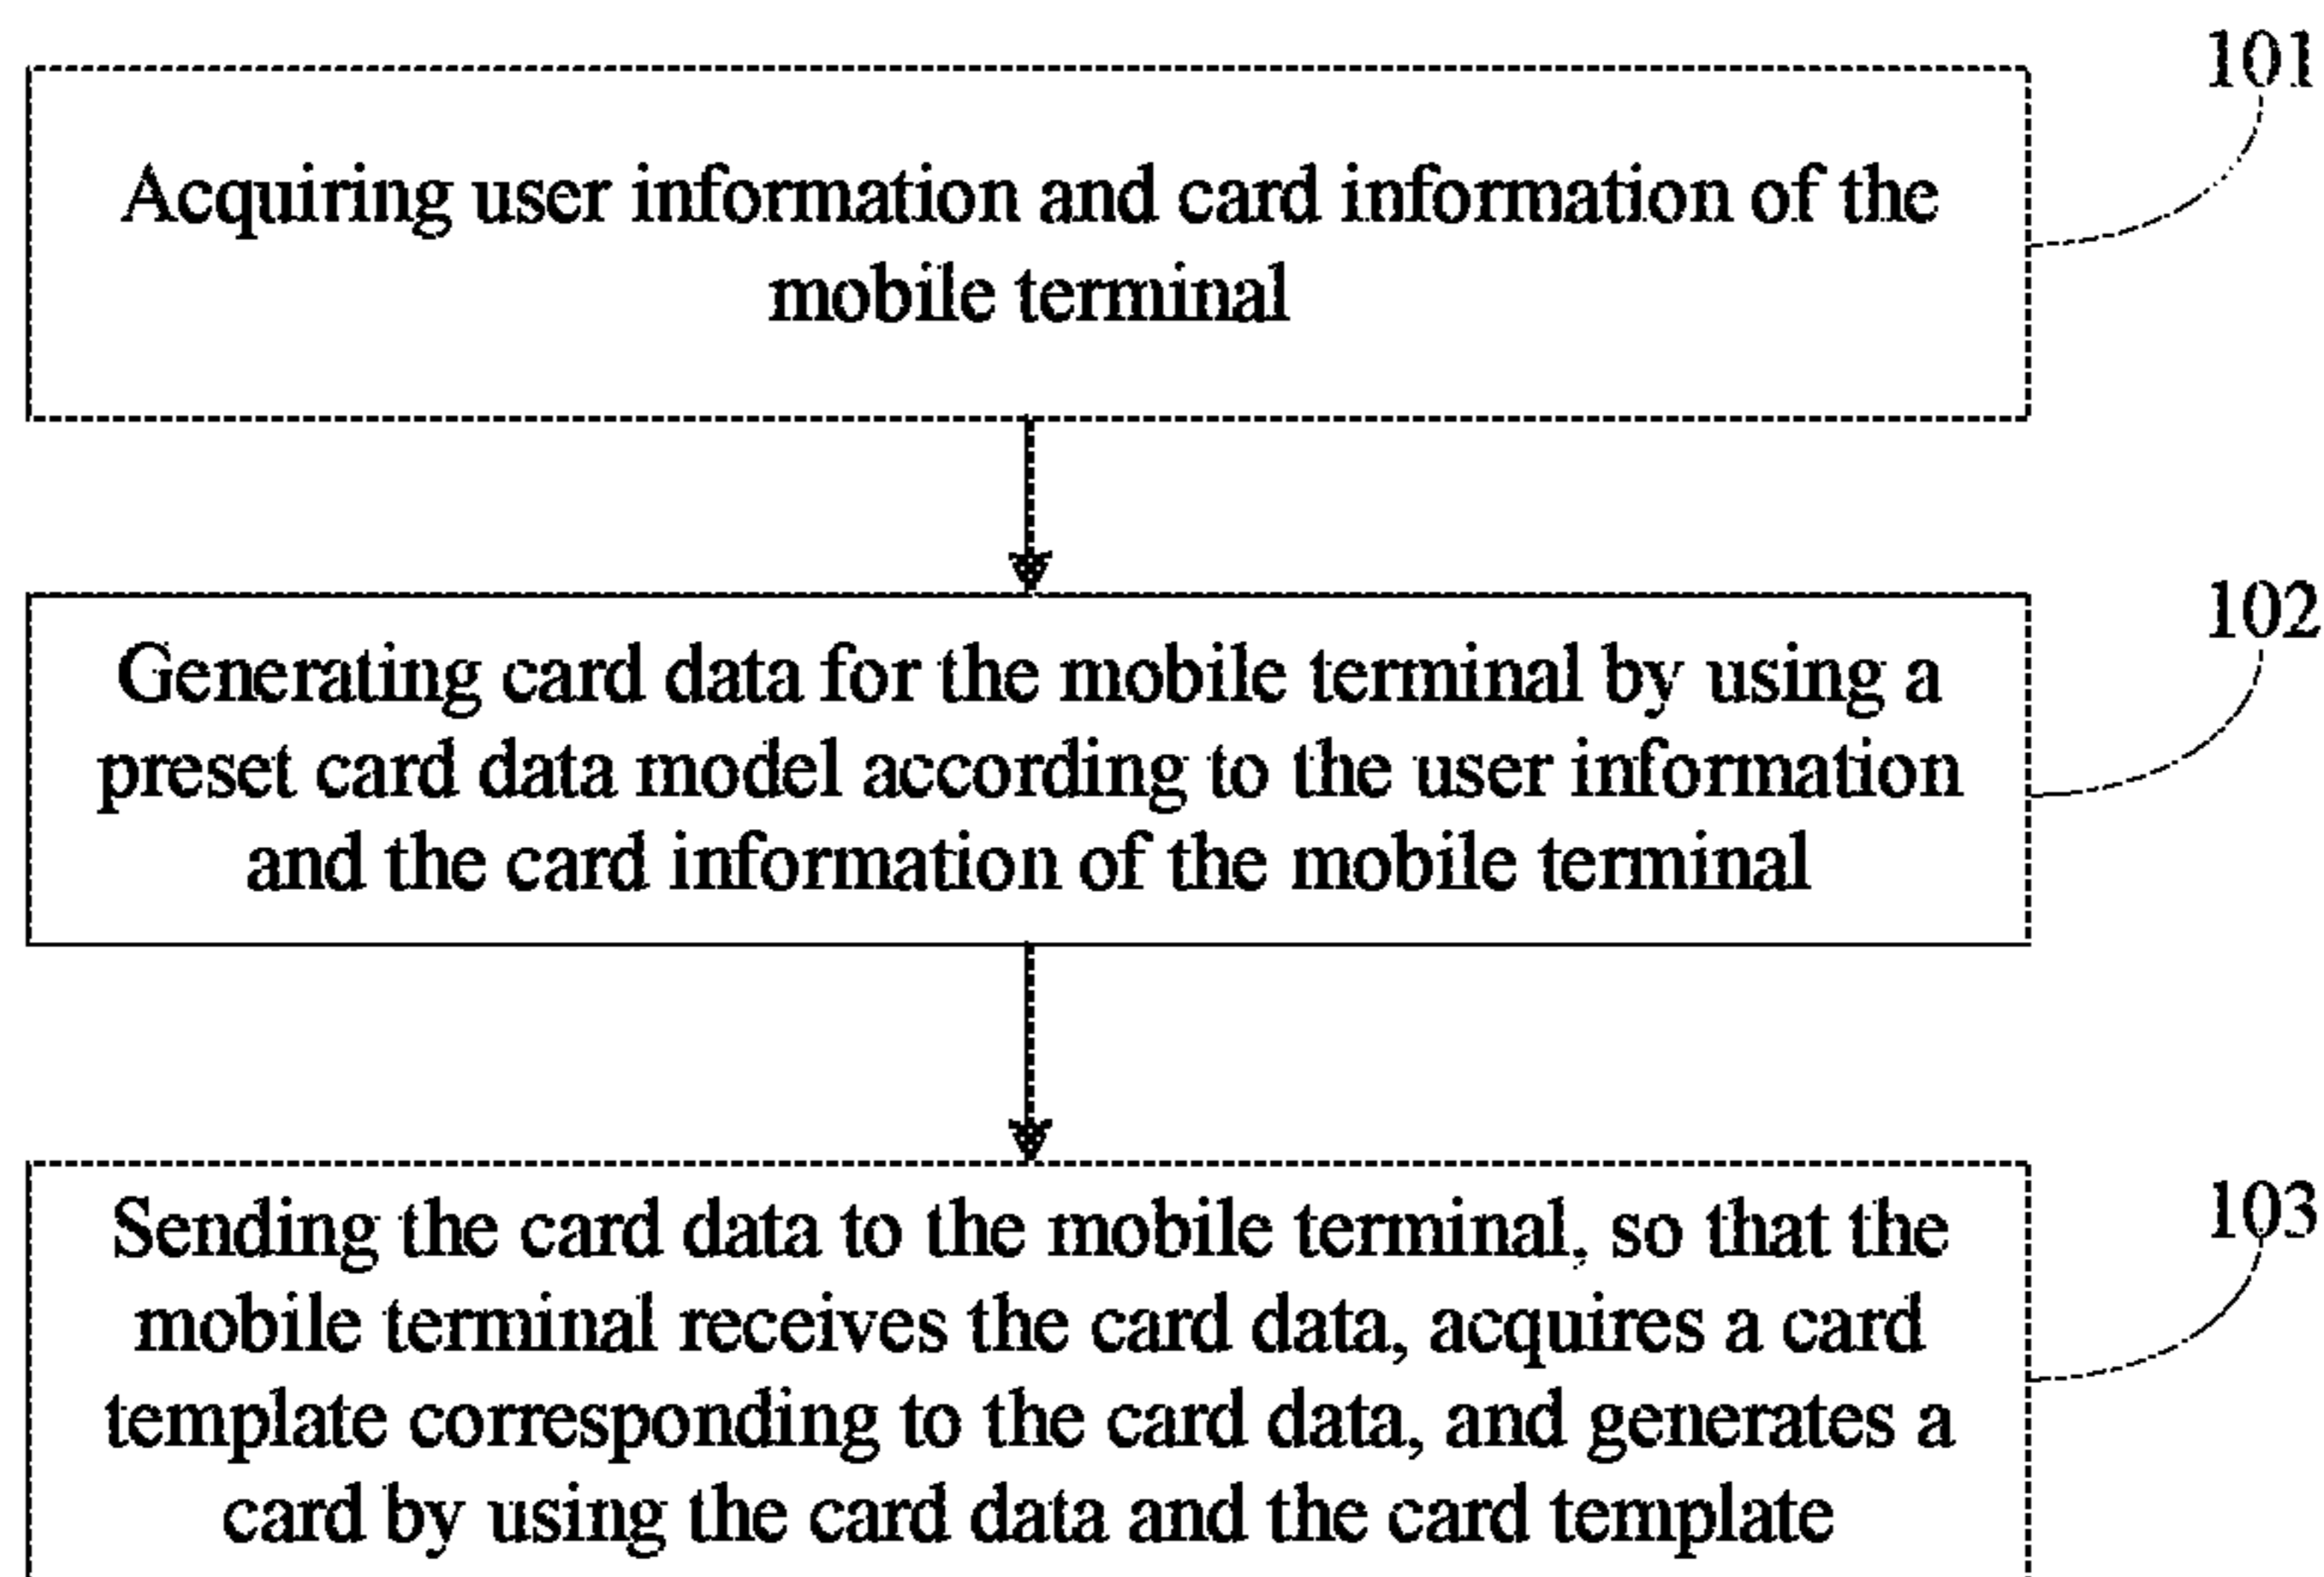 101
Acquiring user information and card information of the
mobile terminal
102
Generating card data for the mobile terminal by using a
preset card data model according to the user information
and the card information of the mobile terminal
103
Sending the card data to the mobile terminal, so that the
mobile terminal receives the card data, acquires a card
template corresponding to the card data, and generates a
card by using the card data and the card template